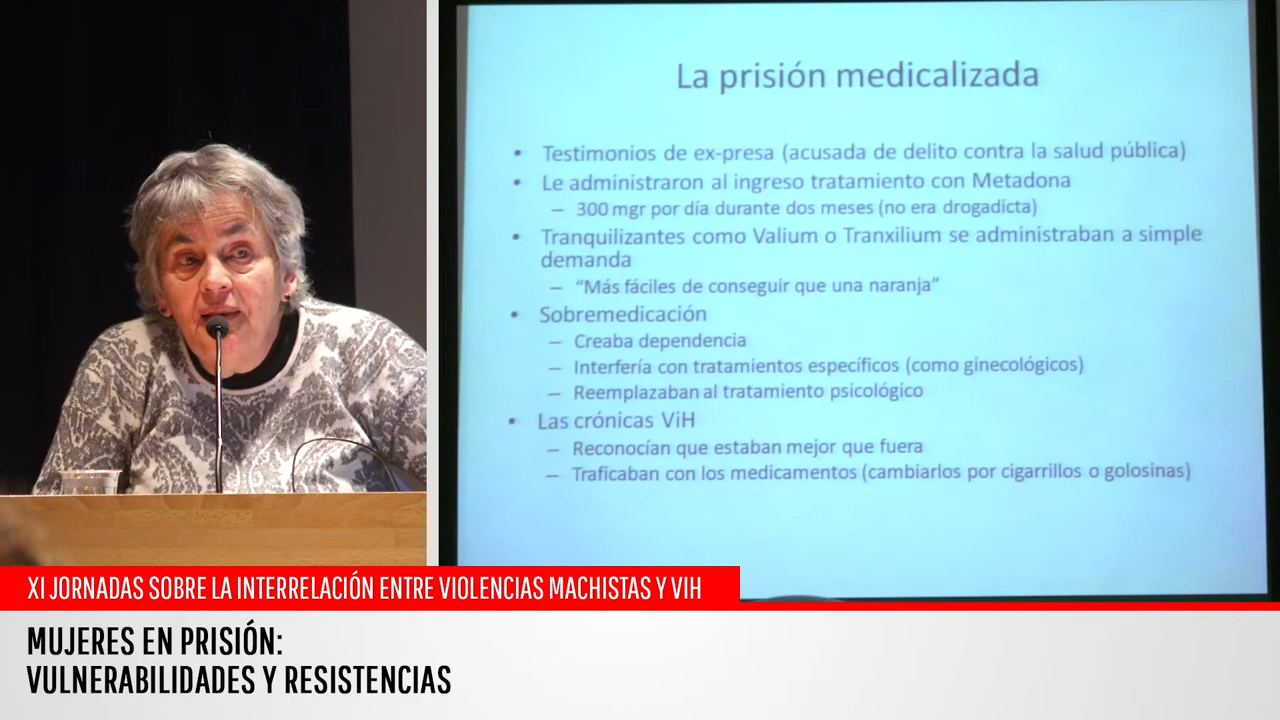 La prisión medicalizada
• Testimonios de ex-presa (acusada de delito contra la salud pública)
• Le administraron al ingreso tratamiento con Metadona
– 300 mgr por día durante dos meses (no era drogadicta)
• Tranquilizantes como Valium o Tranxilium se administraban a simple
demanda
– “Más fáciles de conseguir que una naranja”
• Sobremedicación
– Creaba dependencia
– Interfería con tratamientos específicos (como ginecológicos)
– Reemplazaban al tratamiento psicológico
• Las crónicas ViH
– Reconocían que estaban mejor que fuera
– Traficaban con los medicamentos (cambiarlos por cigarrillos o golosinas)
XI JORNADAS SOBRE LA INTERRELACIÓN ENTRE VIOLENCIAS MACHISTAS Y VIH
MUJERES EN PRISIÓN:
VULNERABILIDADES Y RESISTENCIAS